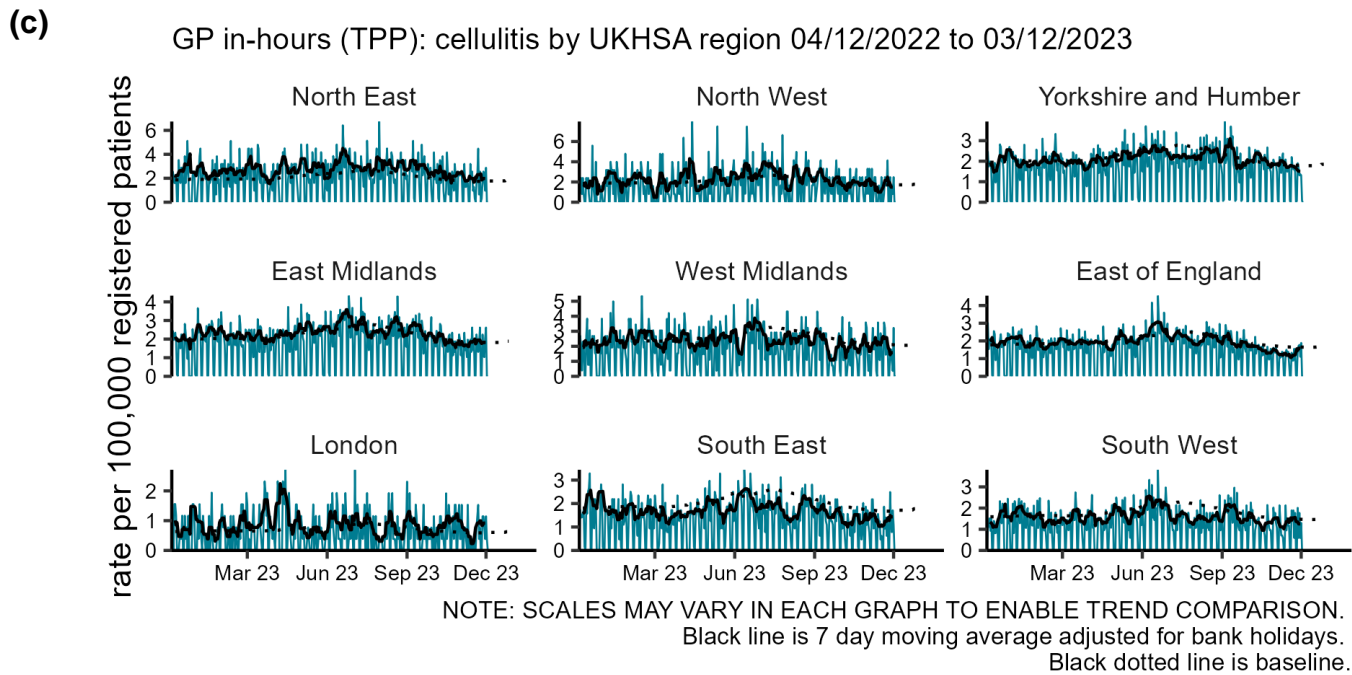 (c)
GP in-hours (TPP): cellulitis by UKHSA region 04/12/2022 to 03/12/2023
rate per 100,000 registered patients
North East
North West
Yorkshire and Humber
6
4
2
0
6
4
2
0
3
2
1
0
East Midlands
West Midlands
East of England
4
3
2
1
0
5
4
3
2
1
0
4
3
2
1
0
London
South East
South West
2
1
0
3
2
1
0
3
2
1
0
Mar 23 Jun 23 Sep 23 Dec 23
Mar 23 Jun 23 Sep 23 Dec 23
Mar 23 Jun 23 Sep 23 Dec 23
NOTE: SCALES MAY VARY IN EACH GRAPH TO ENABLE TREND COMPARISON.
Black line is 7 day moving average adjusted for bank holidays.
Black dotted line is baseline.